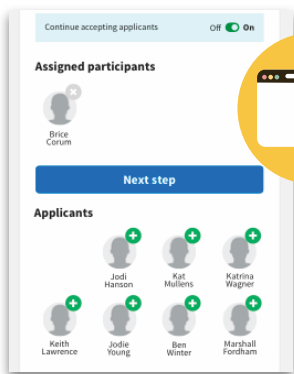 Continue accepting applicants
Off On
Assigned participants
Brice
Corum
Next step
Applicants
Jodi
Hanson
Kat
Mullens
Katrina
Wagner
Keith
Lawrence
Jodie
Young
Ben
Winter
Marshall
Fordham